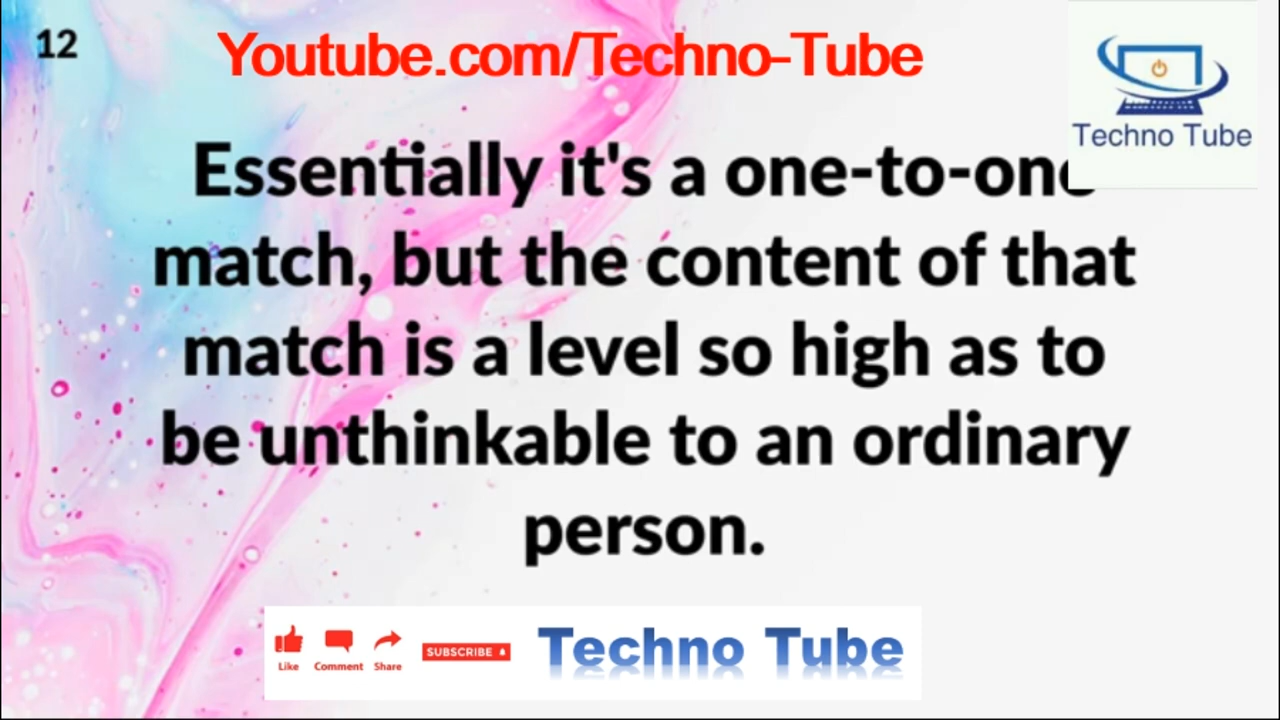 12
Youtube.com/Techno-Tube
Techno Tube
Essentially it's a one-to-one
match, but the content of that
match is a level so high as to
be unthinkable to an ordinary
person.
Like Comment Share
SUBSCRIBE
Techno Tube